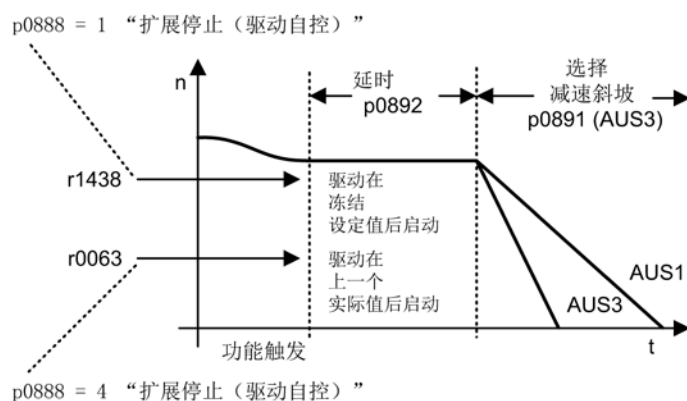 p0888 = 1 “扩展停止（驱动自控）”
n
延时
p0892
选择
减速斜坡
p0891 (AUS3)
r1438
驱动在
冻结
设定值后启动
r0063
驱动在
上一个
实际值后启动
AUS1
AUS3
功能触发
t
p0888 = 4 “扩展停止（驱动自控）”